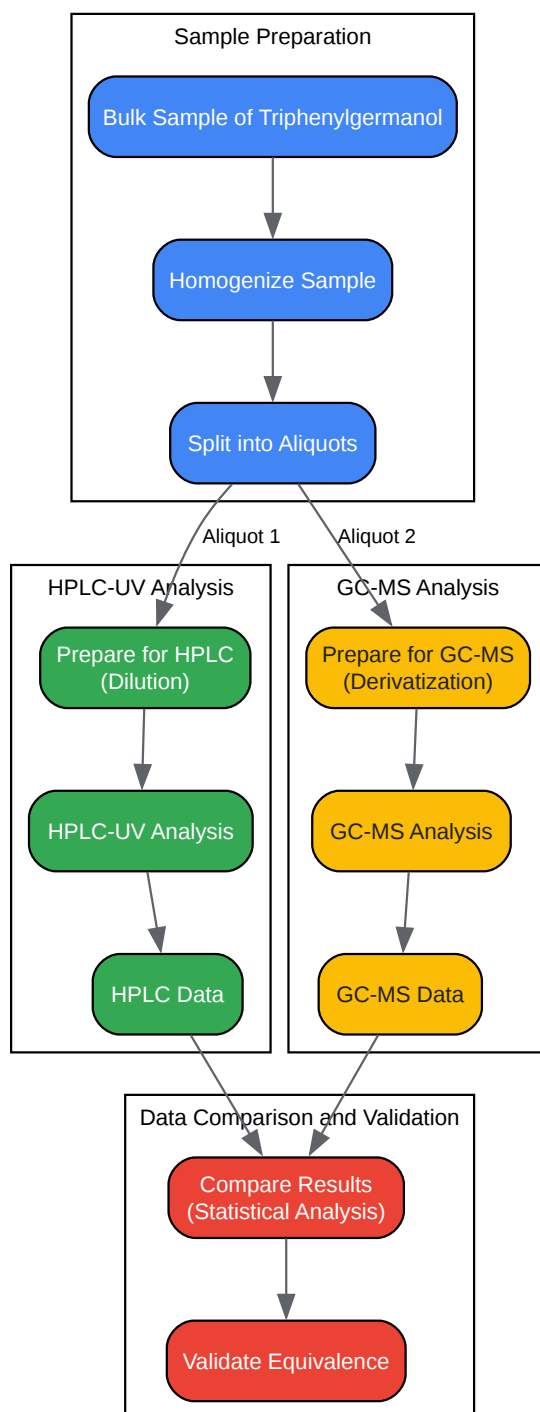 Sample Preparation
Bulk Sample of Triphenylgermanol
Homogenize Sample
Split into Aliquots
Aliquot 1
Aliquot 2
HPLC-UV Analysis
Prepare for HPLC
(Dilution)
HPLC-UV Analysis
HPLC Data
GC-MS Analysis
Prepare for GC-MS
(Derivatization)
GC-MS Analysis
GC-MS Data
Data Comparison and Validation
Compare Results
(Statistical Analysis)
Validate Equivalence